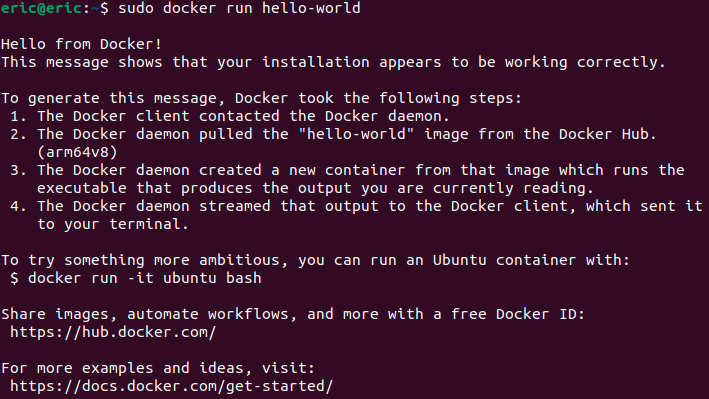 eric@eric:~$ sudo docker run hello-world
Hello from Docker!
This message shows that your installation appears to be working correctly.
To generate this message, Docker took the following steps:
1. The Docker client contacted the Docker daemon.
2. The Docker daemon pulled the "hello-world" image from the Docker Hub.
(arm64v8)
3. The Docker daemon created a new container from that image which runs the
executable that produces the output you are currently reading.
4. The Docker daemon streamed that output to the Docker client, which sent it
to your terminal.
To try something more ambitious, you can run an Ubuntu container with:
$ docker run -it ubuntu bash
Share images, automate workflows, and more with a free Docker ID:
https://hub.docker.com/
For more examples and ideas, visit:
https://docs.docker.com/get-started/